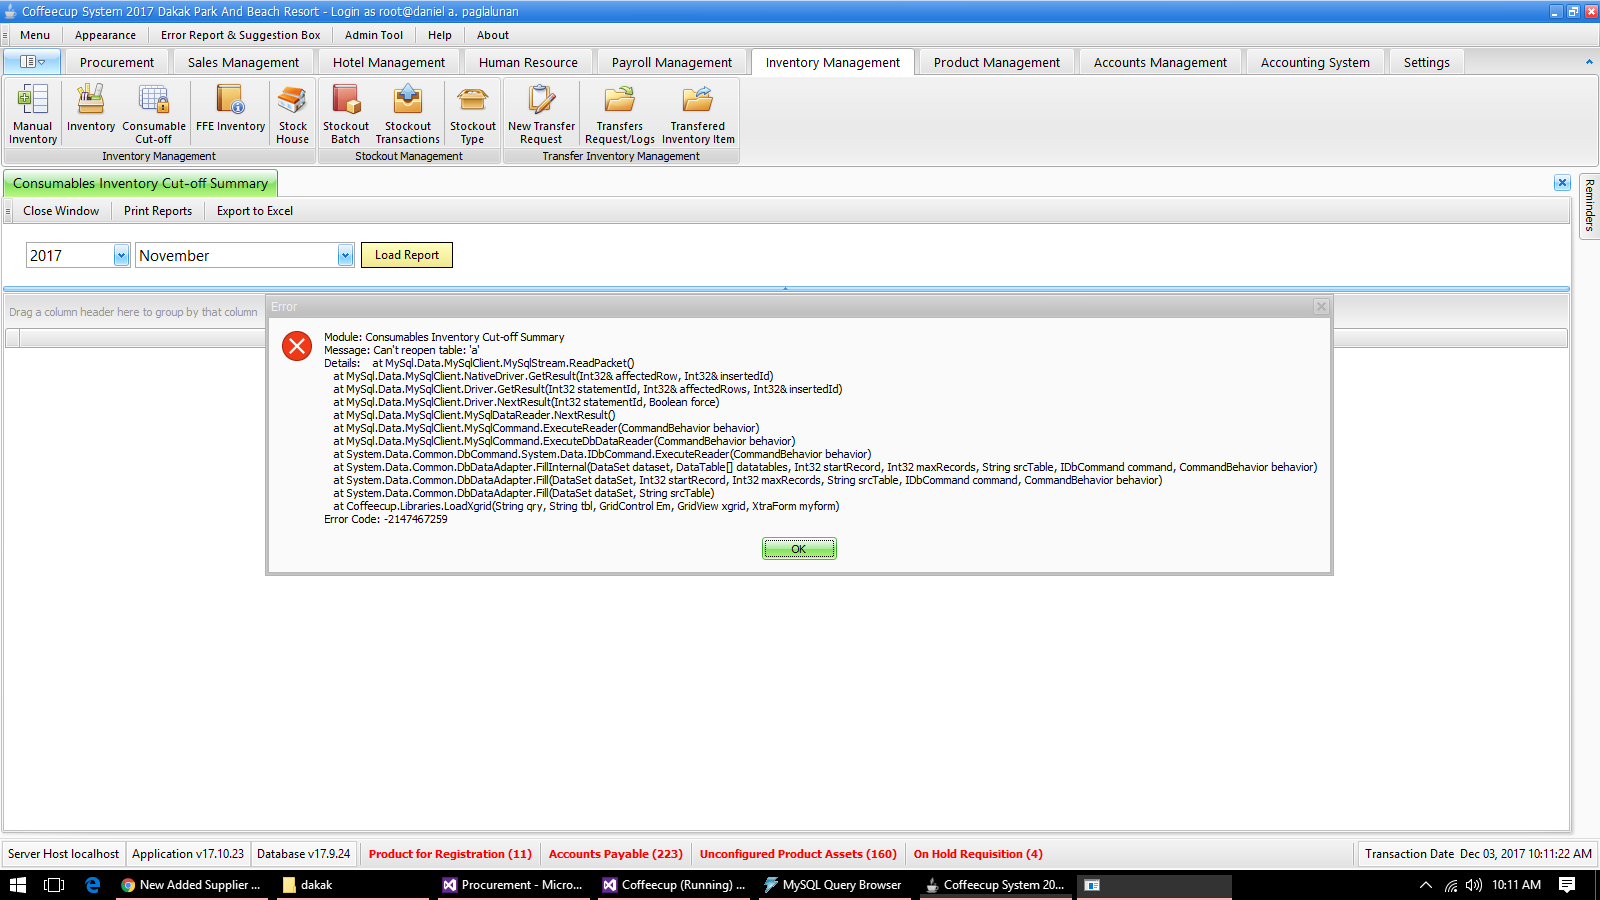 Coffeecup System 2017 Dakak Park And Beach Resort - Login as root@daniel a. paglalunan
Menu Appearance Error Report & Suggestion Box Admin Tool Help About
Procurement Sales Management Hotel Management Human Resource Payroll Management Inventory Management Product Management Accounts Management Accounting System Settings
Manual Inventory Consumable FFE Inventory Stock Stockout Stockout Stockout New Transfer Transfers Transfered
Inventory Cut-off House Batch Transactions Type Request Request/Logs Inventory Item
Inventory Management Stockout Management Transfer Inventory Management
Consumables Inventory Cut-off Summary
Reminders
Close Window Print Reports Export to Excel
2017 November Load Report
Drag a column header here to group by that column
Error
Module: Consumables Inventory Cut-off Summary
Message: Can't reopen table: 'a'
Details: at MySql.Data.MySqlClient.MySqlStream.ReadPacket()
at MySql.Data.MySqlClient.NativeDriver.GetResult(Int32& affectedRow, Int32& insertedId)
at MySql.Data.MySqlClient.Driver.GetResult(Int32 statementId, Int32& affectedRows, Int32& insertedId)
at MySql.Data.MySqlClient.Driver.NextResult(Int32 statementId, Boolean force)
at MySql.Data.MySqlClient.MySqlDataReader.NextResult()
at MySql.Data.MySqlClient.MySqlCommand.ExecuteReader(CommandBehavior behavior)
at MySql.Data.MySqlClient.MySqlCommand.ExecuteDbDataReader(CommandBehavior behavior)
at System.Data.Common.DbCommand.System.Data.IDbCommand.ExecuteReader(CommandBehavior behavior)
at System.Data.Common.DbDataAdapter.FillInternal(DataSet dataset, DataTable[] datatables, Int32 startRecord, Int32 maxRecords, String srcTable, IDbCommand command, CommandBehavior behavior)
at System.Data.Common.DbDataAdapter.Fill(DataSet dataSet, Int32 startRecord, Int32 maxRecords, String srcTable, IDbCommand command, CommandBehavior behavior)
at System.Data.Common.DbDataAdapter.Fill(DataSet dataSet, String srcTable)
at Coffeecup.Libraries.LoadXgrid(String qry, String tbl, GridControl Em, GridView xgrid, XtraForm myform)
Error Code: -2147467259
OK
Server Host localhost Application v17.10.23 Database v17.9.24 Product for Registration (11) Accounts Payable (223) Unconfigured Product Assets (160) On Hold Requisition (4) Transaction Date Dec 03, 2017 10:11:22 AM
New Added Supplier ... dakak Procurement - Micro... Coffeecup (Running) ... MySQL Query Browser Coffeecup System 20... 10:11 AM